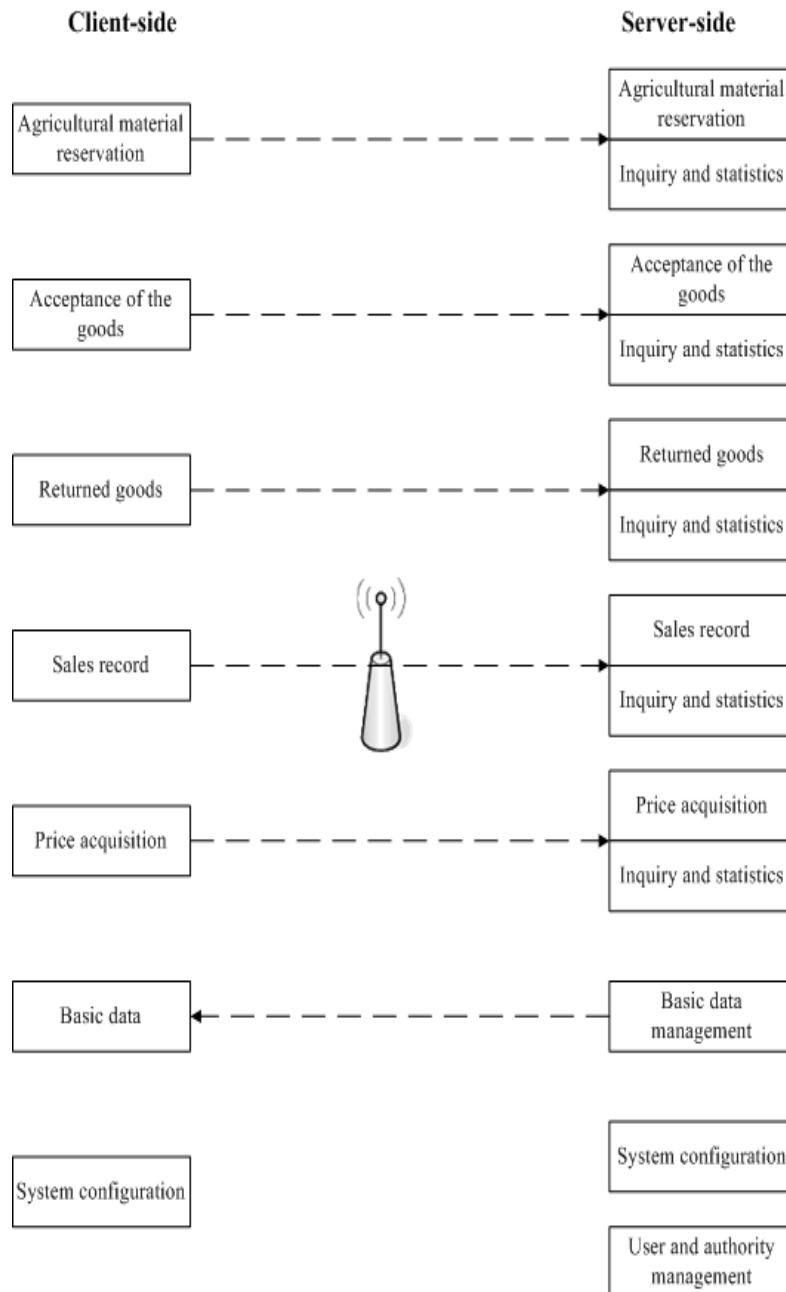 Client-side
Server-side
Agricultural material
reservation
Agricultural material
reservation
Inquiry and statistics
Acceptance of the
goods
Acceptance of the
goods
Inquiry and statistics
Returned goods
Returned goods
Inquiry and statistics
Sales record
Sales record
Inquiry and statistics
Price acquisition
Price acquisition
Inquiry and statistics
Basic data
Basic data
management
System configuration
System configuration
User and authority
management